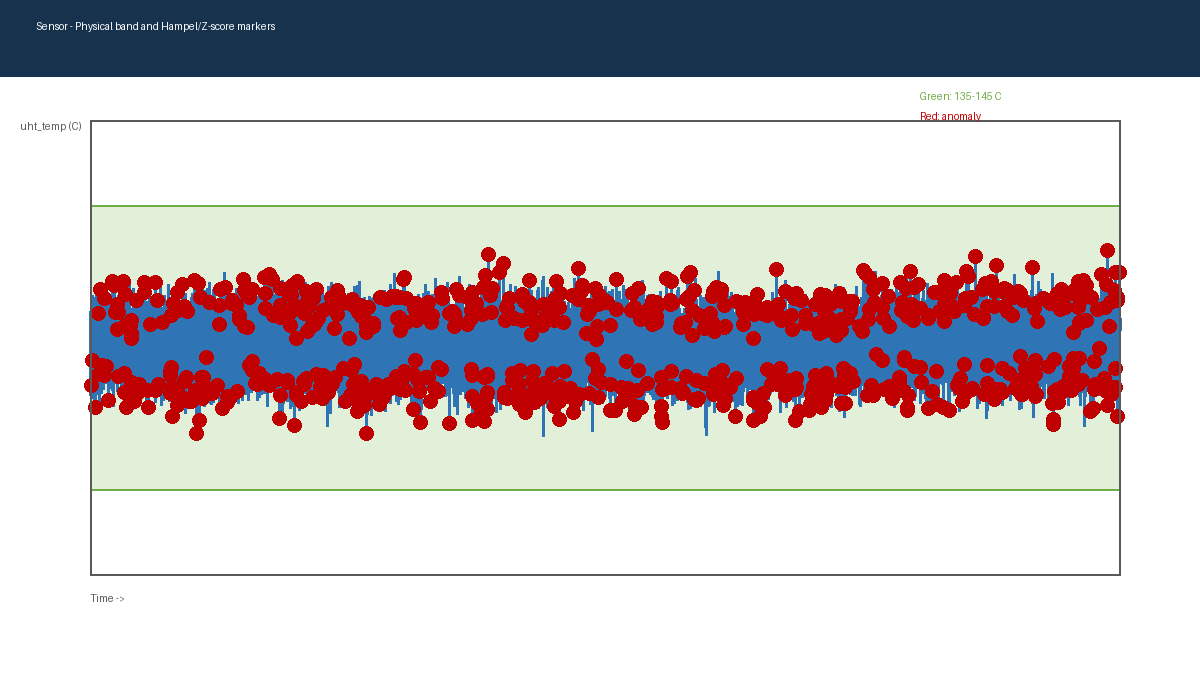 Sensor - Physical band and Hampel/Z-score markers
Green: 135-145 C
Red: anomaly
uht_temp (C)
Time ->